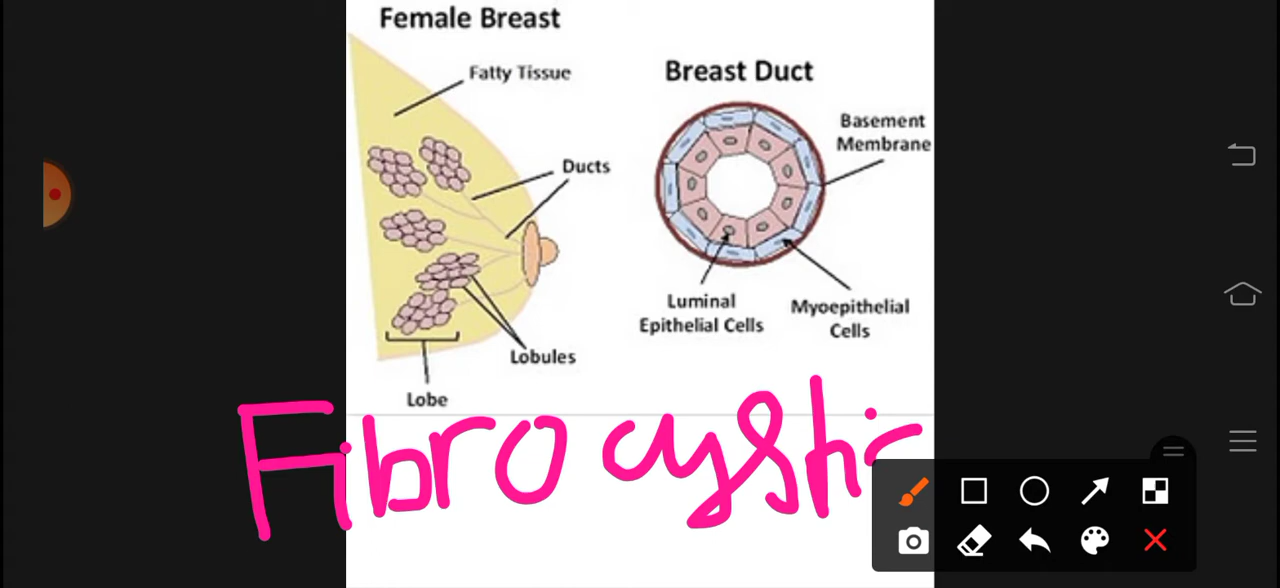 Female Breast
Fatty Tissue
Ducts
Lobules
Lobe
Breast Duct
Basement
Membrane
Luminal
Epithelial Cells
Myoepithelial
Cells
Fibrocystic